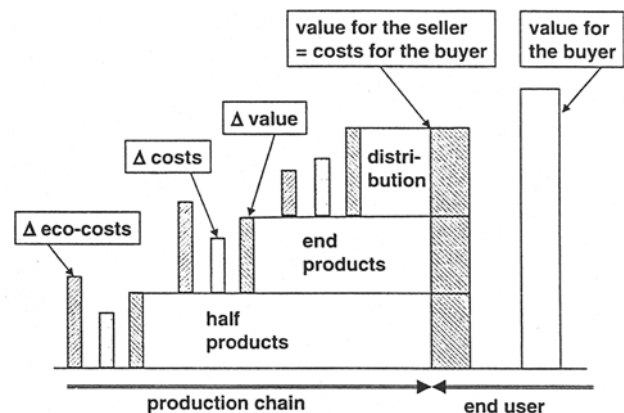 value for the seller
= costs for the buyer
value for
the buyer
Δ value
Δ costs
distri-
bution
Δ eco-costs
end
products
half
products
production chain
end user